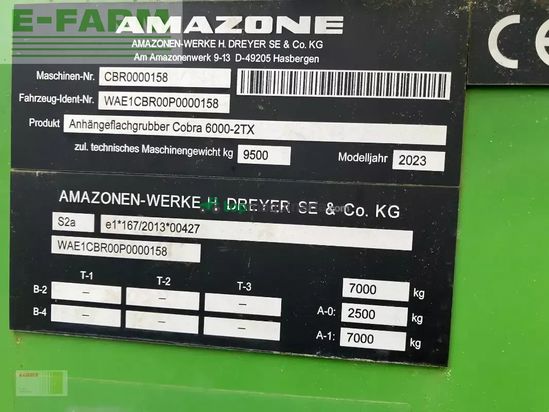 E-FARM
AMAZONE
AMAZONEN-WERKE H. DREYER SE & Co. KG
Am Amazonenwerk 9-13 D-49205 Hasbergen
Maschinen-Nr. CBR0000158
Fahrzeug-Ident-Nr. WAE1CBR00P0000158
Produkt Anhängeflachgrubber Cobra 6000-2TX
zul. technisches Maschinengewicht kg 9500 Modelljahr 2023
AMAZONEN-WERKE H. DREYER SE & Co. KG
S2a e1*167/2013*00427
WAE1CBR00P0000158
T-1 T-2 T-3
B-2 – – – 7000 kg
B-4 – – – A-0: 2500 kg
A-1: 7000 kg